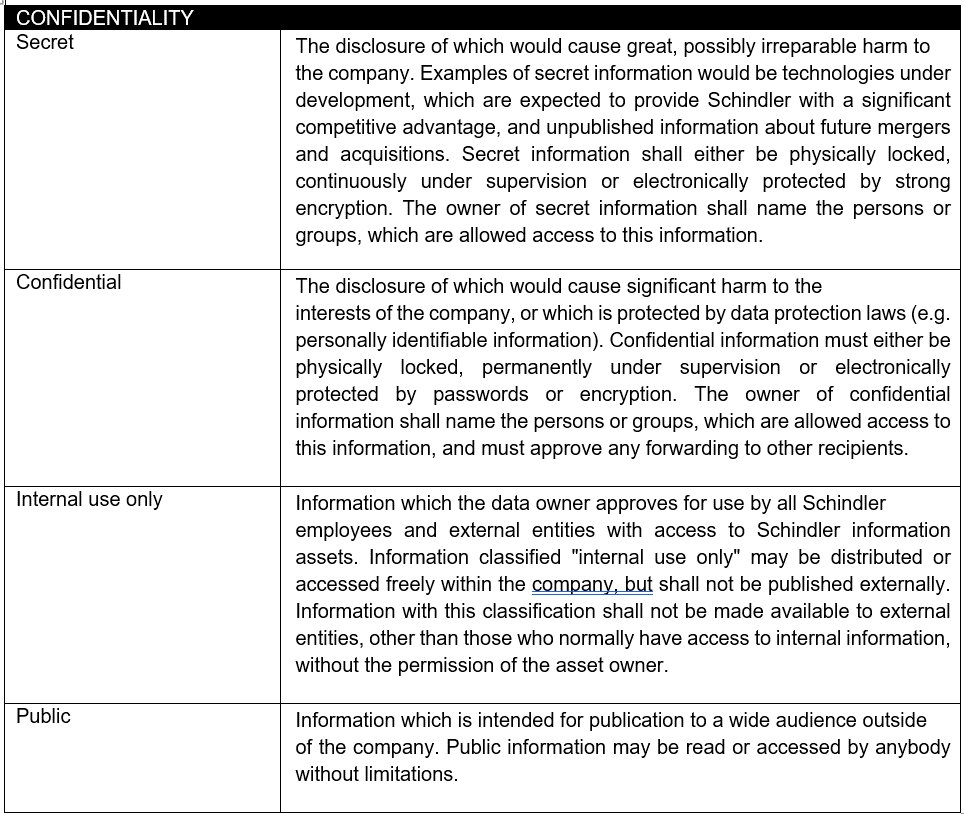 CONFIDENTIALITY
Secret
The disclosure of which would cause great, possibly irreparable harm to
the company. Examples of secret information would be technologies under
development, which are expected to provide Schindler with a significant
competitive advantage, and unpublished information about future mergers
and acquisitions. Secret information shall either be physically locked,
continuously under supervision or electronically protected by strong
encryption. The owner of secret information shall name the persons or
groups, which are allowed access to this information.
Confidential
The disclosure of which would cause significant harm to the
interests of the company, or which is protected by data protection laws (e.g.
personally identifiable information). Confidential information must either be
physically locked, permanently under supervision or electronically
protected by passwords or encryption. The owner of confidential
information shall name the persons or groups, which are allowed access to
this information, and must approve any forwarding to other recipients.
Internal use only
Information which the data owner approves for use by all Schindler
employees and external entities with access to Schindler information
assets. Information classified "internal use only" may be distributed or
accessed freely within the company, but shall not be published externally.
Information with this classification shall not be made available to external
entities, other than those who normally have access to internal information,
without the permission of the asset owner.
Public
Information which is intended for publication to a wide audience outside
of the company. Public information may be read or accessed by anybody
without limitations.